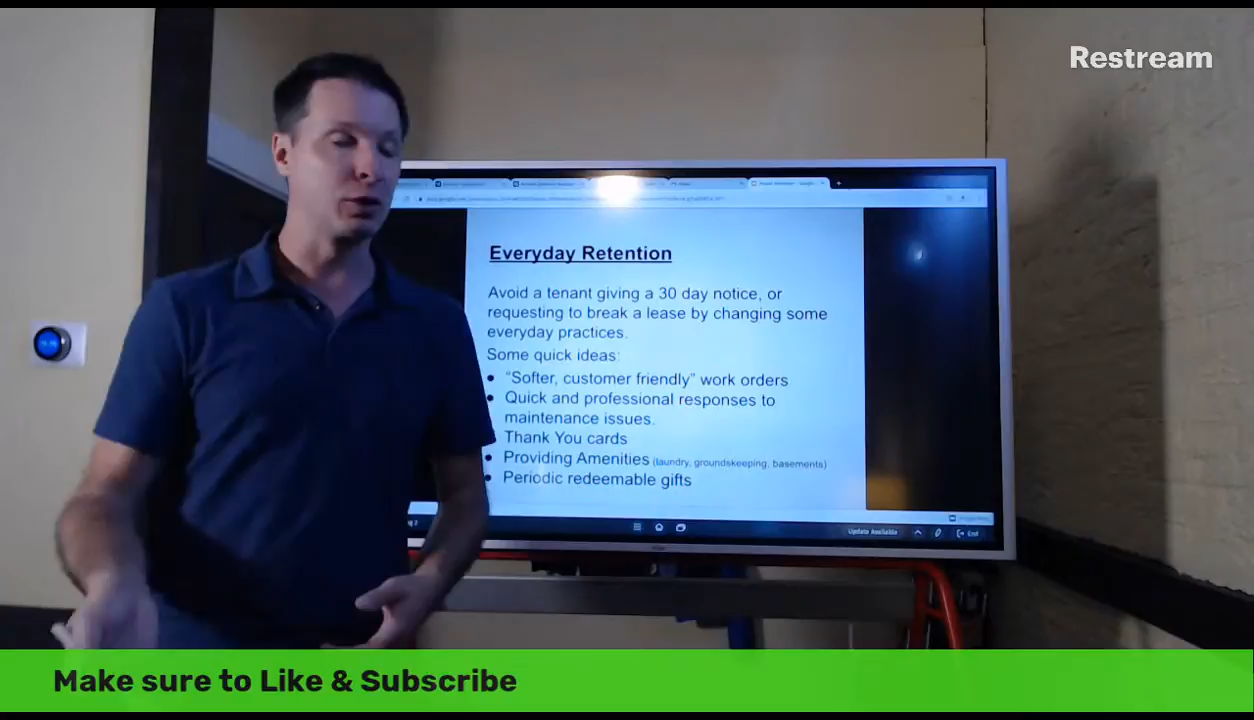 Restream
Everyday Retention
Avoid a tenant giving a 30 day notice, or
requesting to break a lease by changing some
everyday practices.
Some quick ideas:
• “Softer, customer friendly” work orders
• Quick and professional responses to
maintenance issues.
Thank You cards
• Providing Amenities (laundry, groundskeeping, basements)
• Periodic redeemable gifts
Update Available
End
Make sure to Like & Subscribe